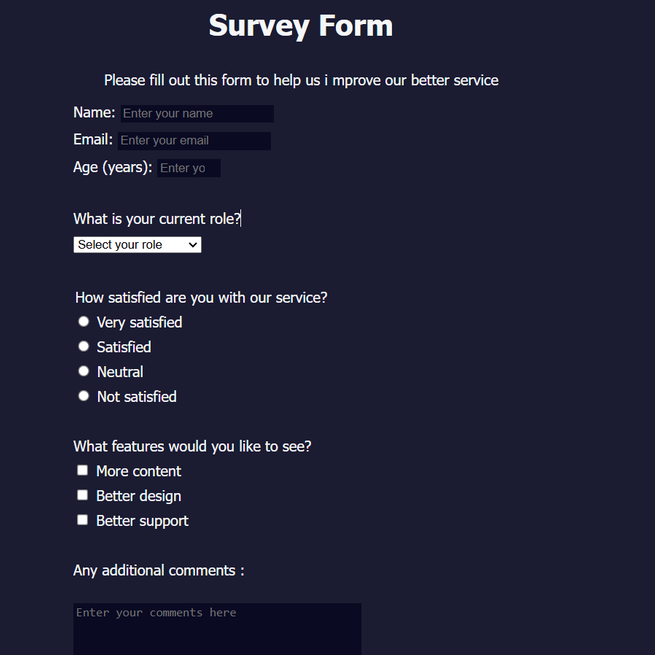 Survey Form
Please fill out this form to help us i mprove our better service
Name: Enter your name
Email: Enter your email
Age (years): Enter yo
What is your current role?
Select your role
How satisfied are you with our service?
Very satisfied
Satisfied
Neutral
Not satisfied
What features would you like to see?
More content
Better design
Better support
Any additional comments :
Enter your comments here